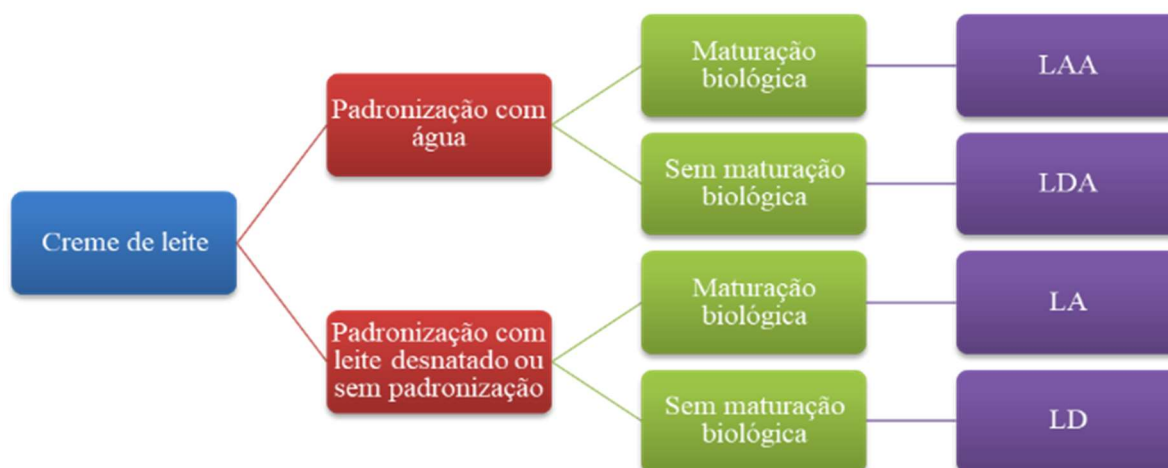 Creme de leite
Padronização com
água
Maturação
biológica
LAA
Sem maturação
biológica
LDA
Padronização com
leite desnatado ou
sem padronização
Maturação
biológica
LA
Sem maturação
biológica
LD